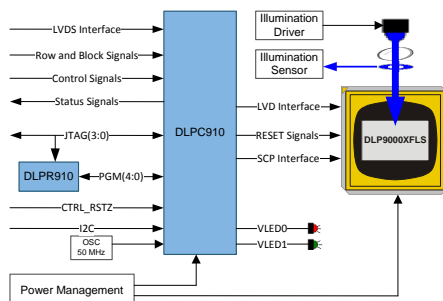 LVDS Interface
Row and Block Signals
Control Signals
Status Signals
JTAG(3:0)
DLPR910
PGM(4:0)
CTRL_RSTZ
I2C
OSC
50 MHz
Power Management
DLPC910
Illumination
Driver
Illumination
Sensor
LVD Interface
RESET Signals
SCP Interface
DLP9000XFLS
VLED0
VLED1